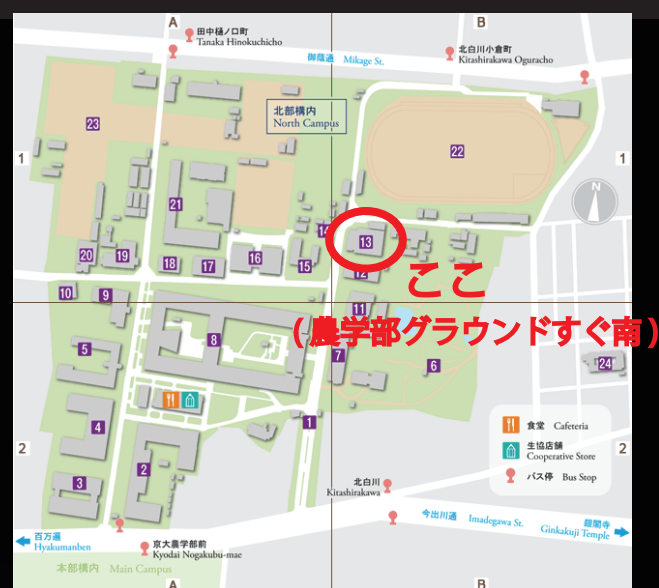 A
B
田中樋ノ口町
Tanaka Hinokuchicho
北白川小倉町
Kitashirakawa Oguracho
御蔭通 Mikage St.
北部構内
North Campus
23
22
1
1
N
21
14
13
20
19
18
17
16
15
12
ここ
10
9
11
(農学部グラウンドすぐ南)
8
5
7
6
24
4
1
食堂 Cafeteria
生協店舗
Cooperative Store
バス停 Bus Stop
2
2
2
3
北白川
Kitashirakawa
今出川通 Imadegawa St.
銀閣寺
Ginkakuji Temple
百万遍
Hyakumanben
京大農学部前
Kyodai Nogakubu-mae
本部構内 Main Campus
A
B